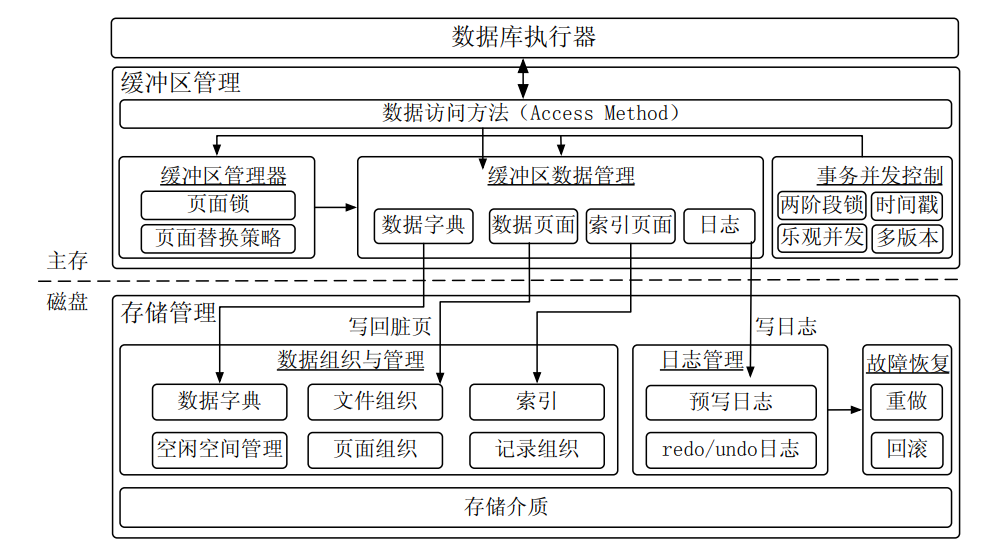 数据库执行器
缓冲区管理
数据访问方法（Access Method）
缓冲区管理器
页面锁
页面替换策略
缓冲区数据管理
数据字典
数据页面
索引页面
日志
事务并发控制
两阶段锁
时间戳
乐观并发
多版本
主存
磁盘
存储管理
写回脏页
写日志
数据组织与管理
数据字典
文件组织
索引
空闲空间管理
页面组织
记录组织
日志管理
预写日志
redo/undo日志
故障恢复
重做
回滚
存储介质